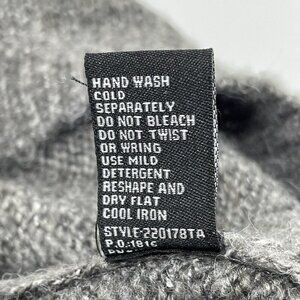 HAND WASH
COLD
SEPARATELY
DO NOT BLEACH
DO NOT TWIST
OR WRING
USE MILD
DETERGENT
RESHAPE AND
DRY FLAT
COOL IRON
STYLE-220178TA
P.O.:1816